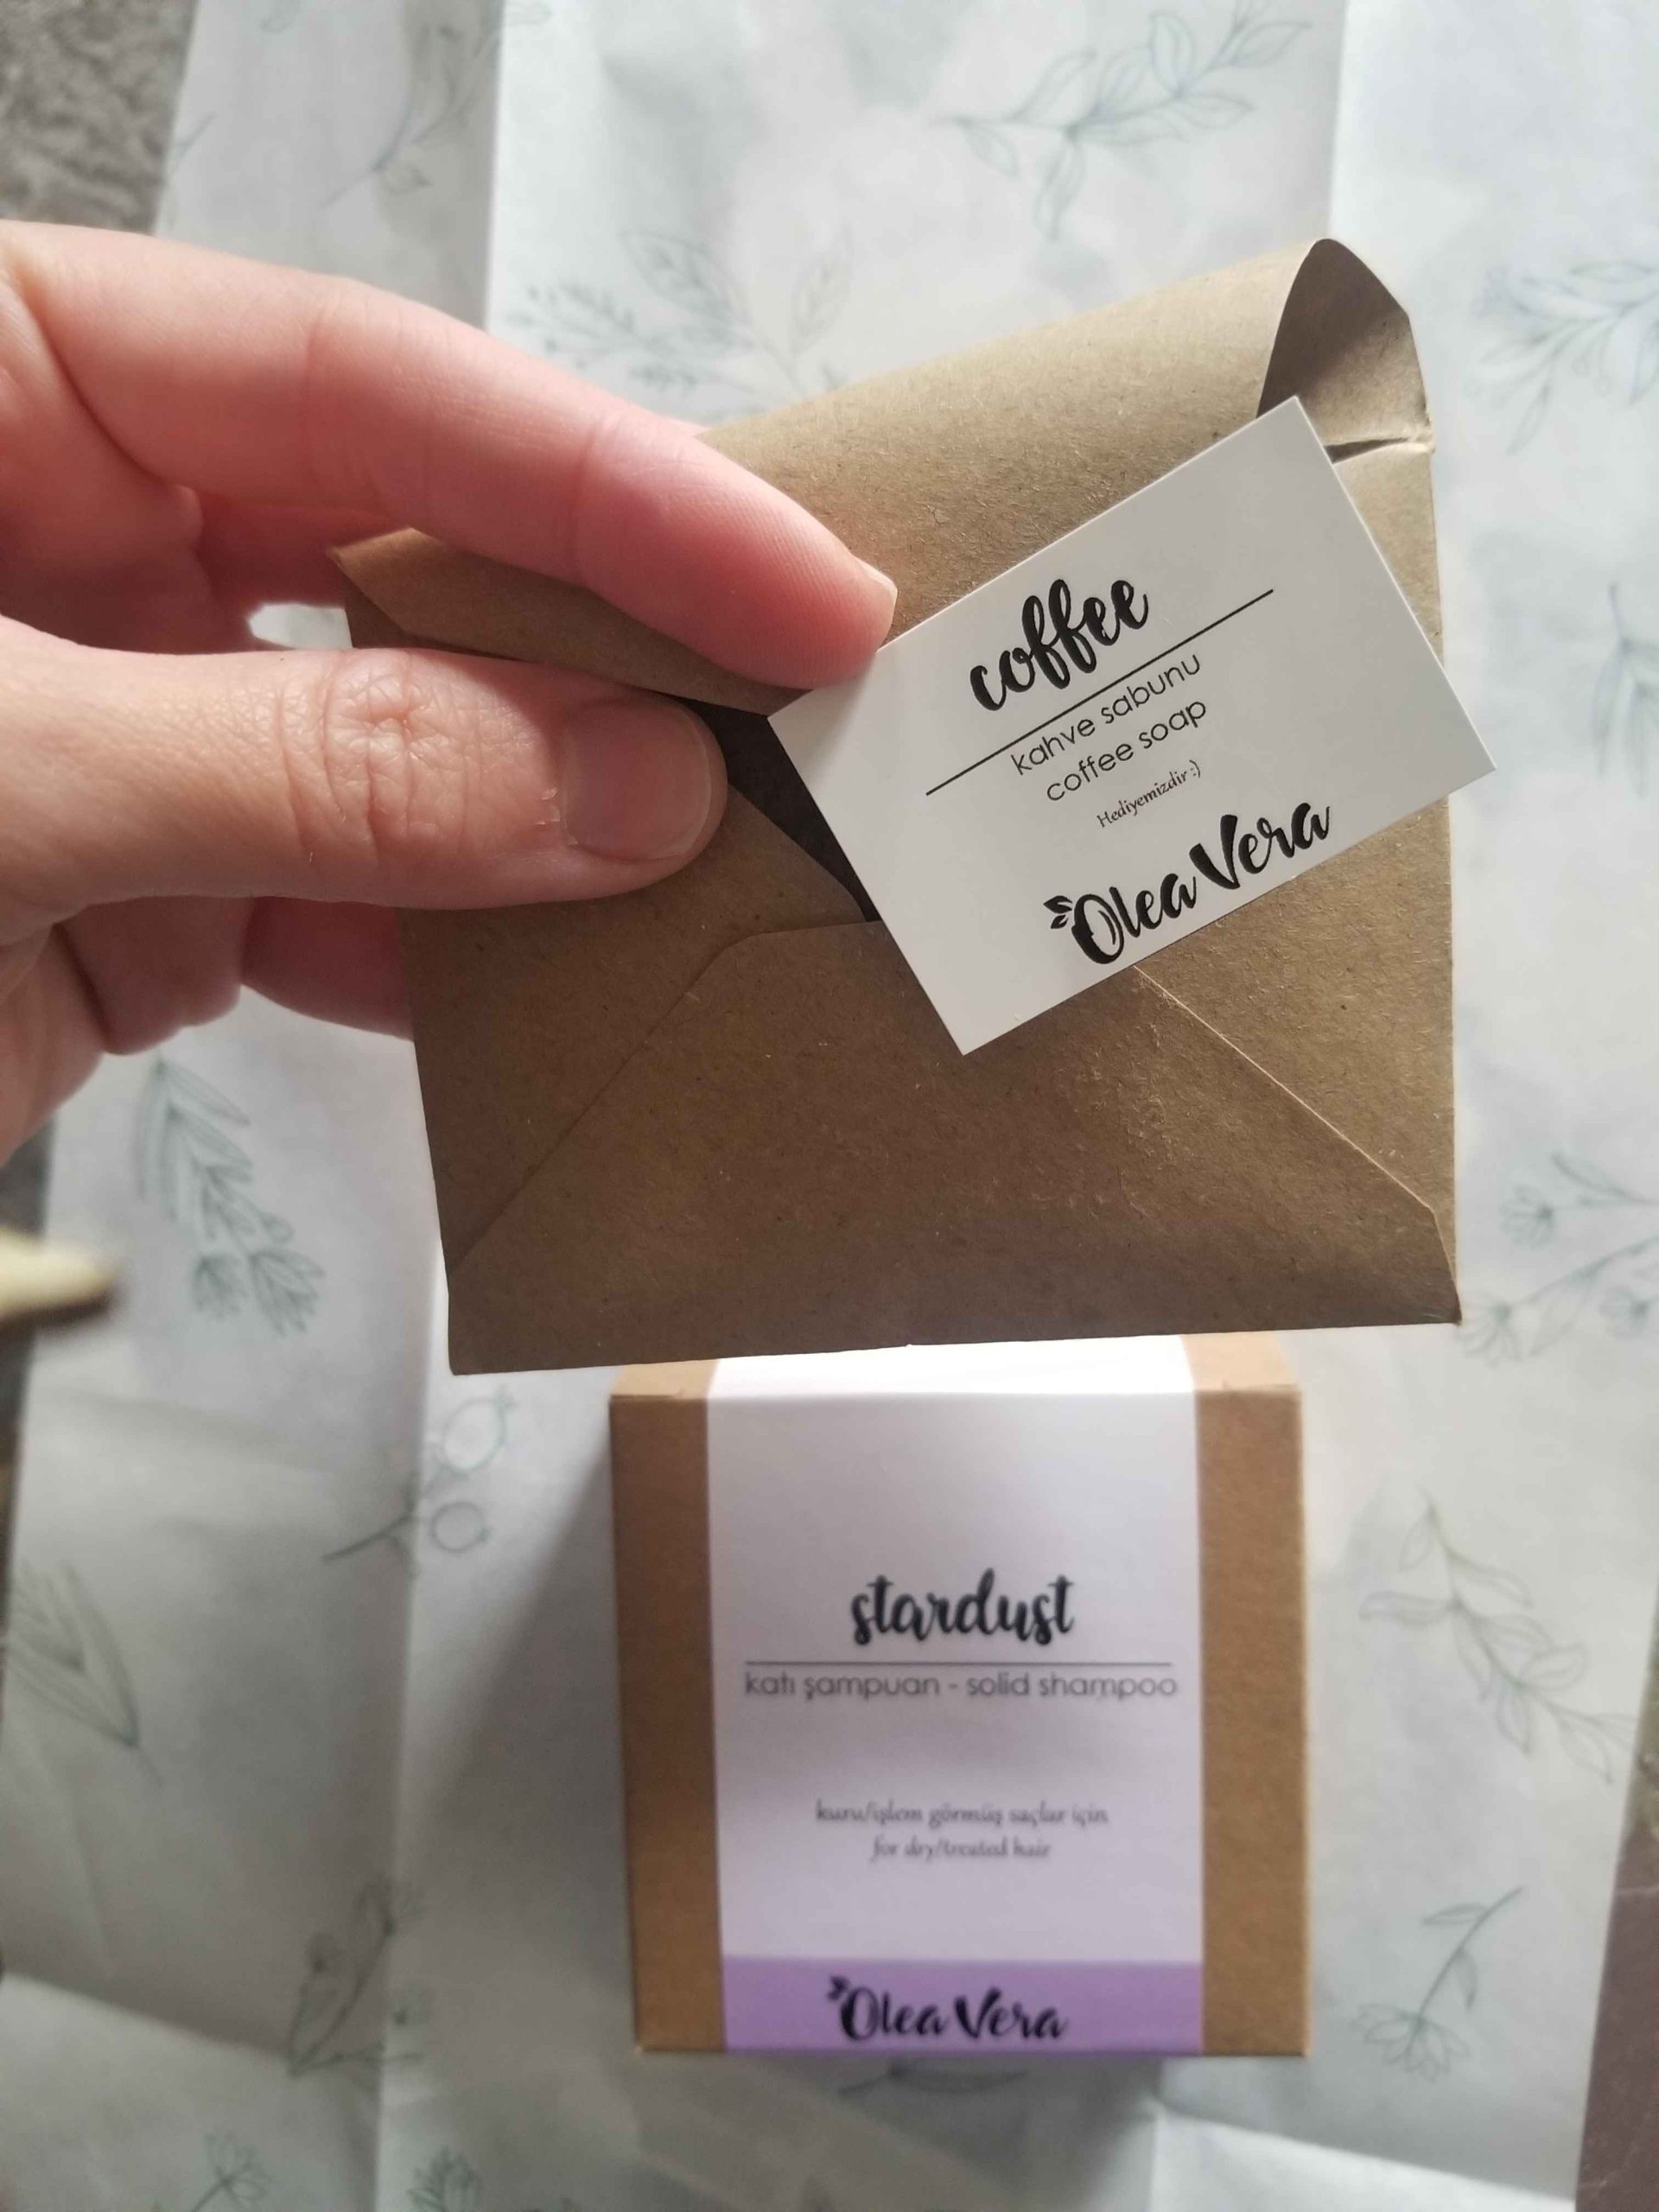 coffee
kahve sabunu
coffee soap
Hediyemizdir :)
Olea Vera
stardust
katı şampuan - solid shampoo
kuru/işlem görmüş saçlar için
for dry/treated hair
Olea Vera